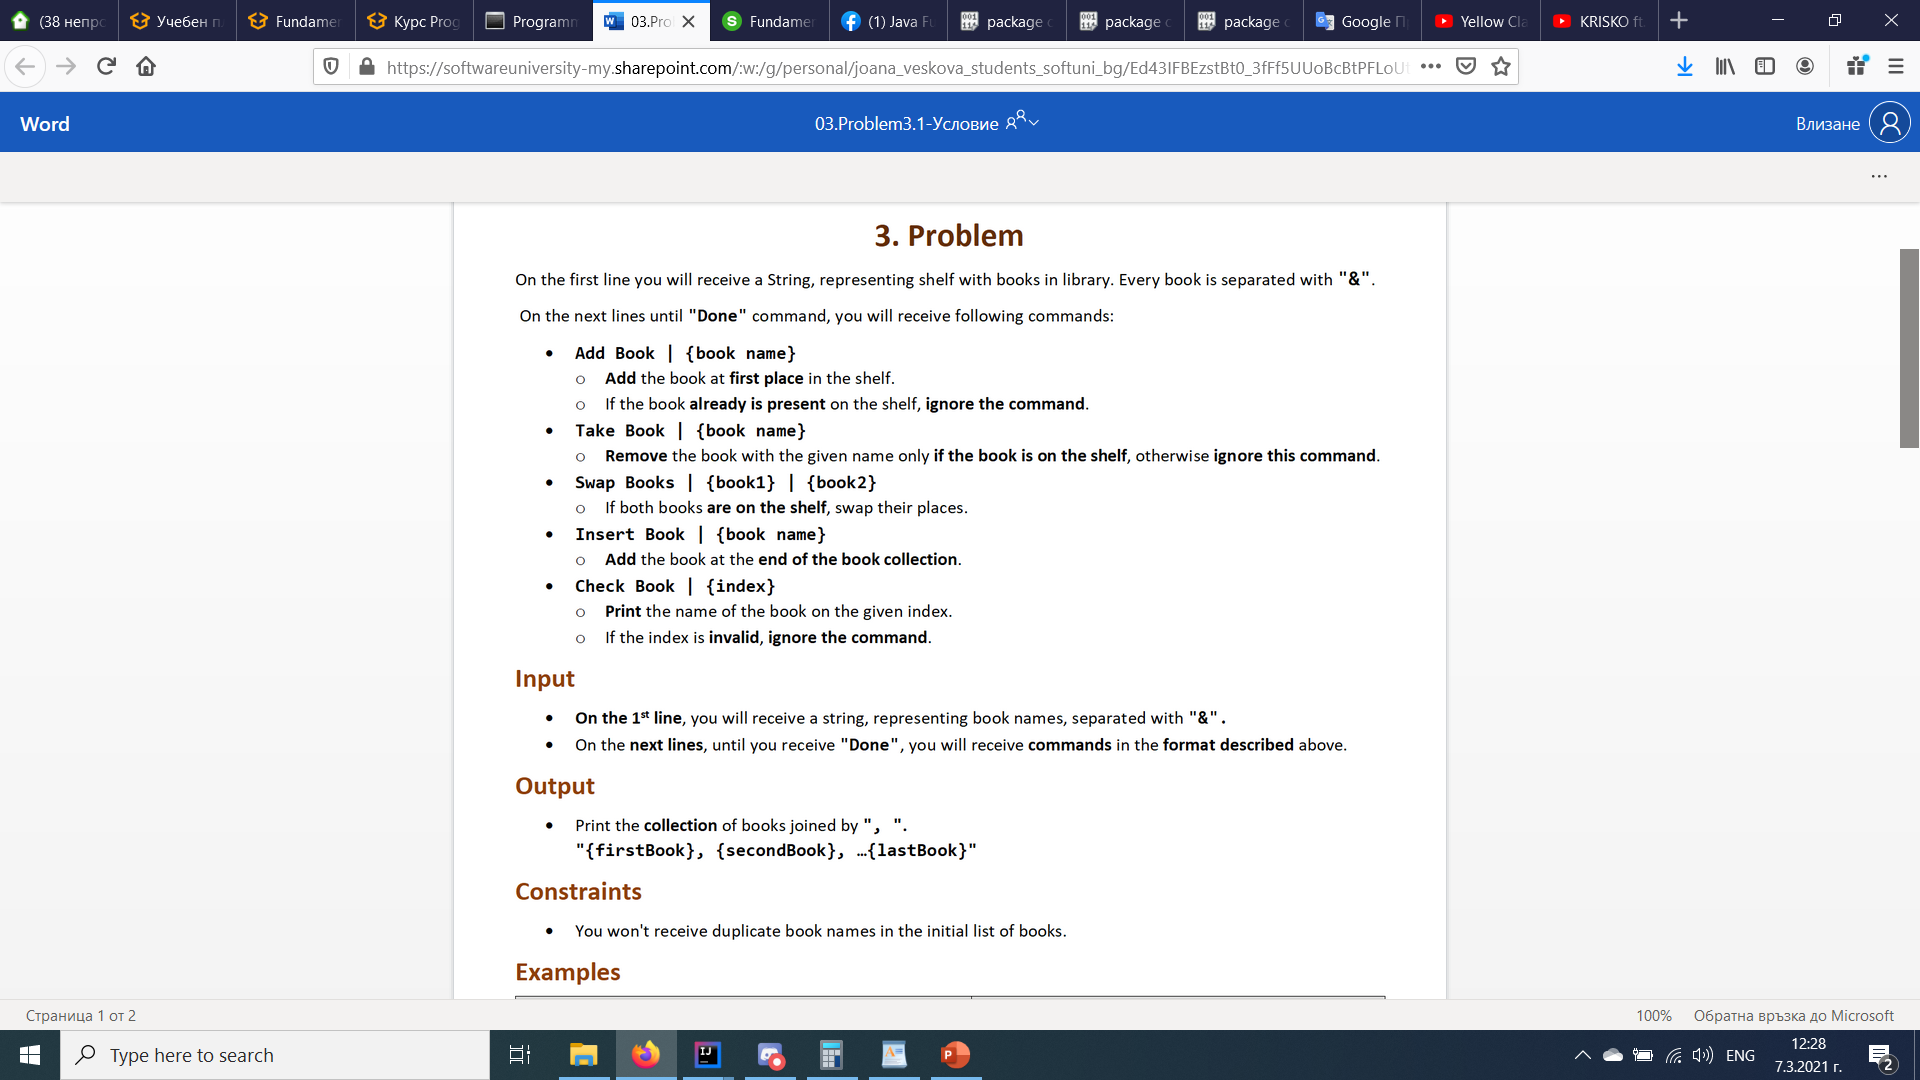 (38 непро
Учебен п
Fundamen
Курс Prog
Programm
03.Pro
Fundamen
(1) Java Fu
package c
package c
package c
Google П
Yellow Cla
KRISKO ft
https://softwareuniversity-my.sharepoint.com/:w:/g/personal/joana_veskova_students_softuni_bg/Ed43IFBEzstBt0_3fFf5UUoBcBtPFLoU
Word
03.Problem3.1-Условие
Влизане
3. Problem
On the first line you will receive a String, representing shelf with books in library. Every book is separated with "&".
On the next lines until "Done" command, you will receive following commands:
• Add Book | {book name}
o Add the book at first place in the shelf.
o If the book already is present on the shelf, ignore the command.
• Take Book | {book name}
o Remove the book with the given name only if the book is on the shelf, otherwise ignore this command.
• Swap Books | {book1} | {book2}
o If both books are on the shelf, swap their places.
• Insert Book | {book name}
o Add the book at the end of the book collection.
• Check Book | {index}
o Print the name of the book on the given index.
o If the index is invalid, ignore the command.
Input
• On the 1st line, you will receive a string, representing book names, separated with "&".
• On the next lines, until you receive "Done", you will receive commands in the format described above.
Output
• Print the collection of books joined by ", ".
"{firstBook}, {secondBook}, …{lastBook}"
Constraints
• You won't receive duplicate book names in the initial list of books.
Examples
Страница 1 от 2
100%
Обратна връзка до Microsoft
Type here to search
ENG
12:28
7.3.2021 г.
2